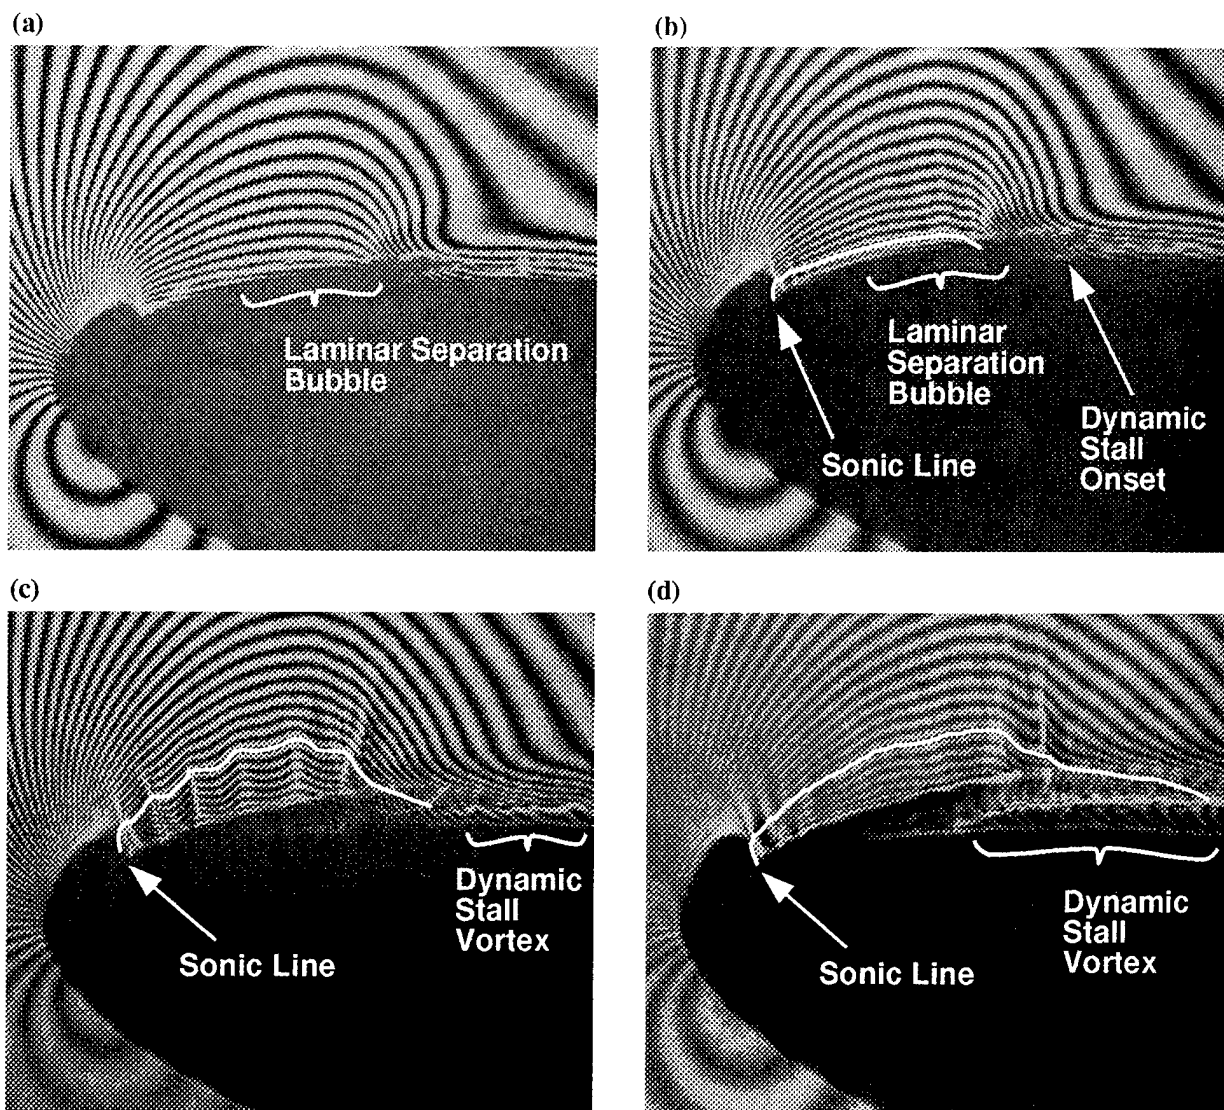 (a)
Laminar Separation
Bubble
(b)
Laminar
Separation
Bubble
Sonic Line
Dynamic
Stall
Onset
(c)
Dynamic
Stall
Vortex
Sonic Line
(d)
Dynamic
Stall
Vortex
Sonic Line